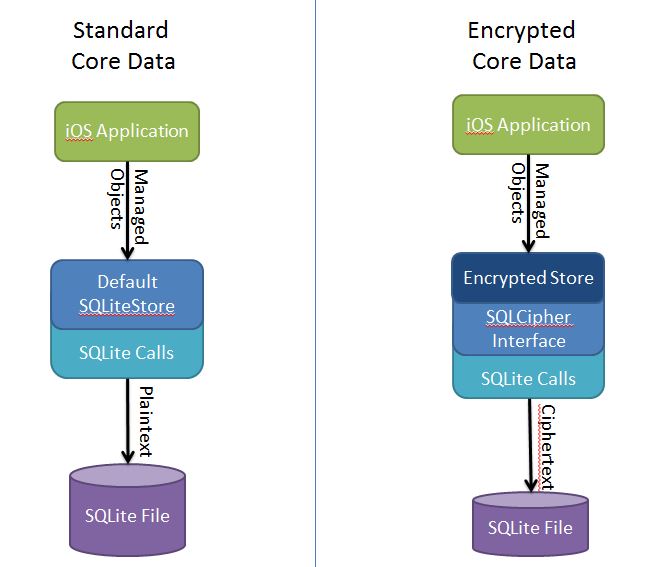 Standard
Core Data
iOS Application
Managed
Objects
Default
SQLiteStore
SQLite Calls
Plaintext
SQLite File
Encrypted
Core Data
iOS Application
Managed
Objects
Encrypted Store
SQLCipher
Interface
SQLite Calls
Ciphertext
SQLite File